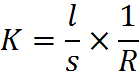 K = l/s × 1/R